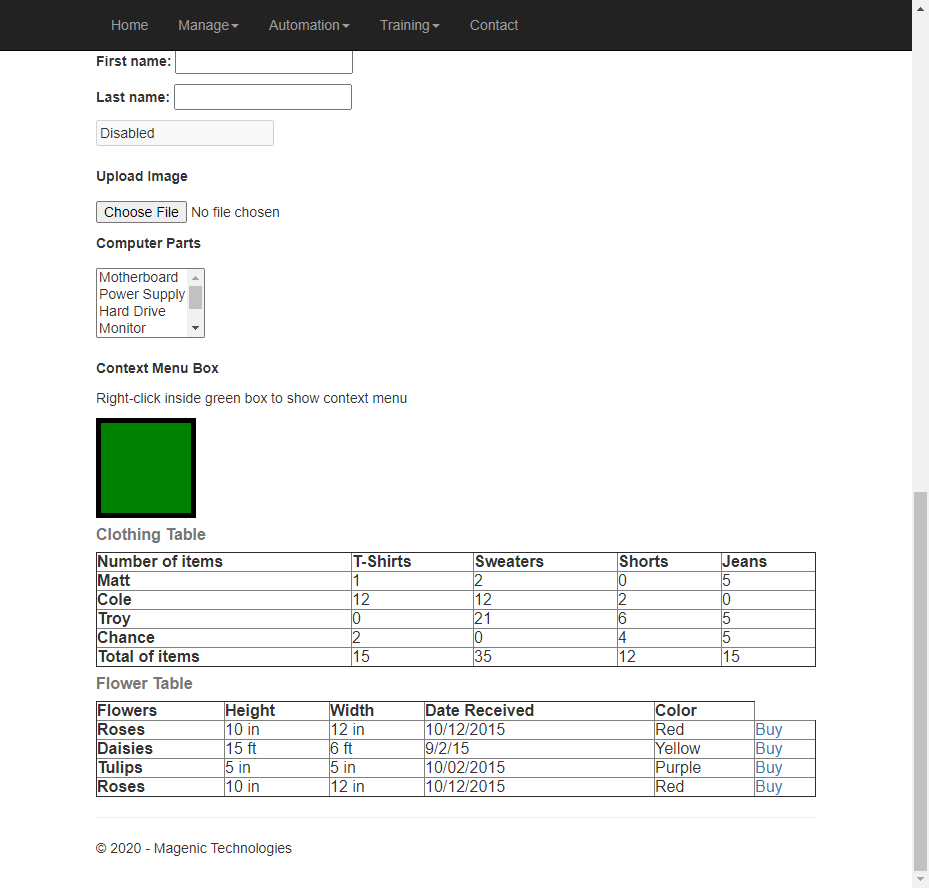 Home Manage Automation Training Contact
First name:
Last name:
Disabled
Upload Image
Choose File No file chosen
Computer Parts
Motherboard
Power Supply
Hard Drive
Monitor
Context Menu Box
Right-click inside green box to show context menu
Clothing Table
Number of items T-Shirts Sweaters Shorts Jeans
Matt 1 2 0 5
Cole 12 12 2 0
Troy 0 21 6 5
Chance 2 0 4 5
Total of items 15 35 12 15
Flower Table
Flowers Height Width Date Received Color
Roses 10 in 12 in 10/12/2015 Red Buy
Daisies 15 ft 6 ft 9/2/15 Yellow Buy
Tulips 5 in 5 in 10/02/2015 Purple Buy
Roses 10 in 12 in 10/12/2015 Red Buy
© 2020 - Magenic Technologies